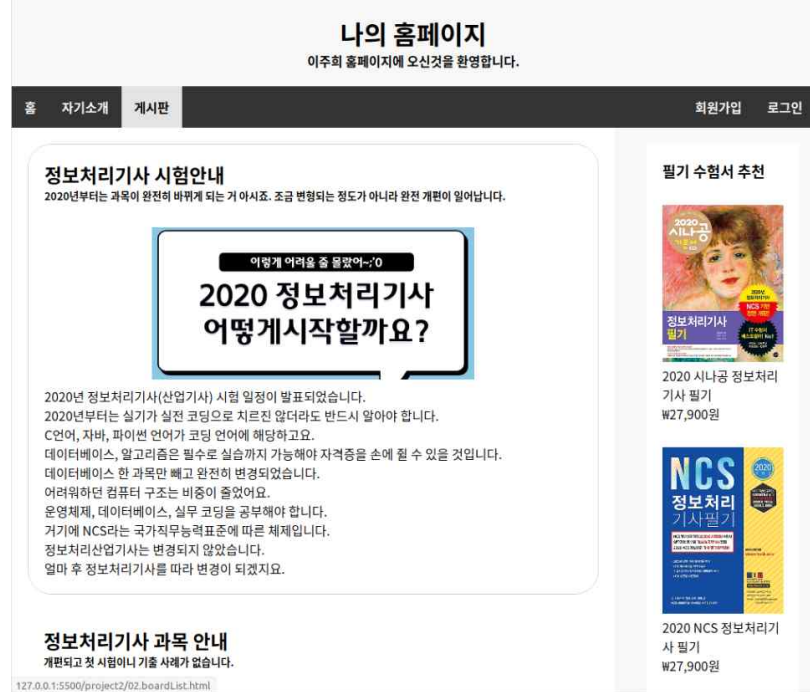 나의 홈페이지
이주희 홈페이지에 오신것을 환영합니다.
홈 자기소개 게시판 회원가입 로그인
정보처리기사 시험안내
2020년부터는 과목이 완전히 바뀌게 되는 거 아시죠. 조금 변형되는 정도가 아니라 완전 개편이 일어납니다.
이렇게 어려울 줄 몰랐어~;'0
2020 정보처리기사
어떻게시작할까요?
2020년 정보처리기사(산업기사) 시험 일정이 발표되었습니다.
2020년부터는 실기가 실전 코딩으로 치르진 않더라도 반드시 알아야 합니다.
C언어, 자바, 파이썬 언어가 코딩 언어에 해당하고요.
데이터베이스, 알고리즘은 필수로 실습까지 가능해야 자격증을 손에 쥘 수 있을 것입니다.
데이터베이스 한 과목만 빼고 완전히 변경되었습니다.
어려워하던 컴퓨터 구조는 비중이 줄었어요.
운영체제, 데이터베이스, 실무 코딩을 공부해야 합니다.
거기에 NCS라는 국가직무능력표준에 따른 체제입니다.
정보처리산업기사는 변경되지 않았습니다.
얼마 후 정보처리기사를 따라 변경이 되겠지요.
정보처리기사 과목 안내
개편되고 첫 시험이니 기출 사례가 없습니다.
필기 수험서 추천
2020
시나공
기본서
2020년
NCS 기반
정보처리기사
필기
2020 시나공 정보처리
기사 필기
₩27,900원
NCS
2020
정보처리
기사필기
2020 NCS 정보처리기
사 필기
₩27,900원
127.0.0.1:5500/project2/02.boardList.html